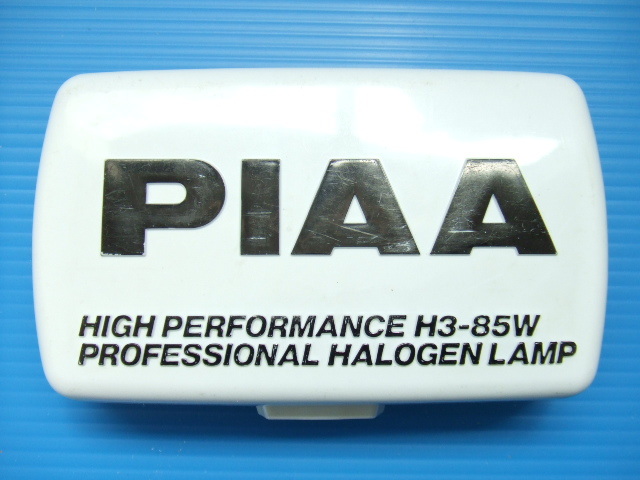 PIAA
HIGH PERFORMANCE H3-85W
PROFESSIONAL HALOGEN LAMP